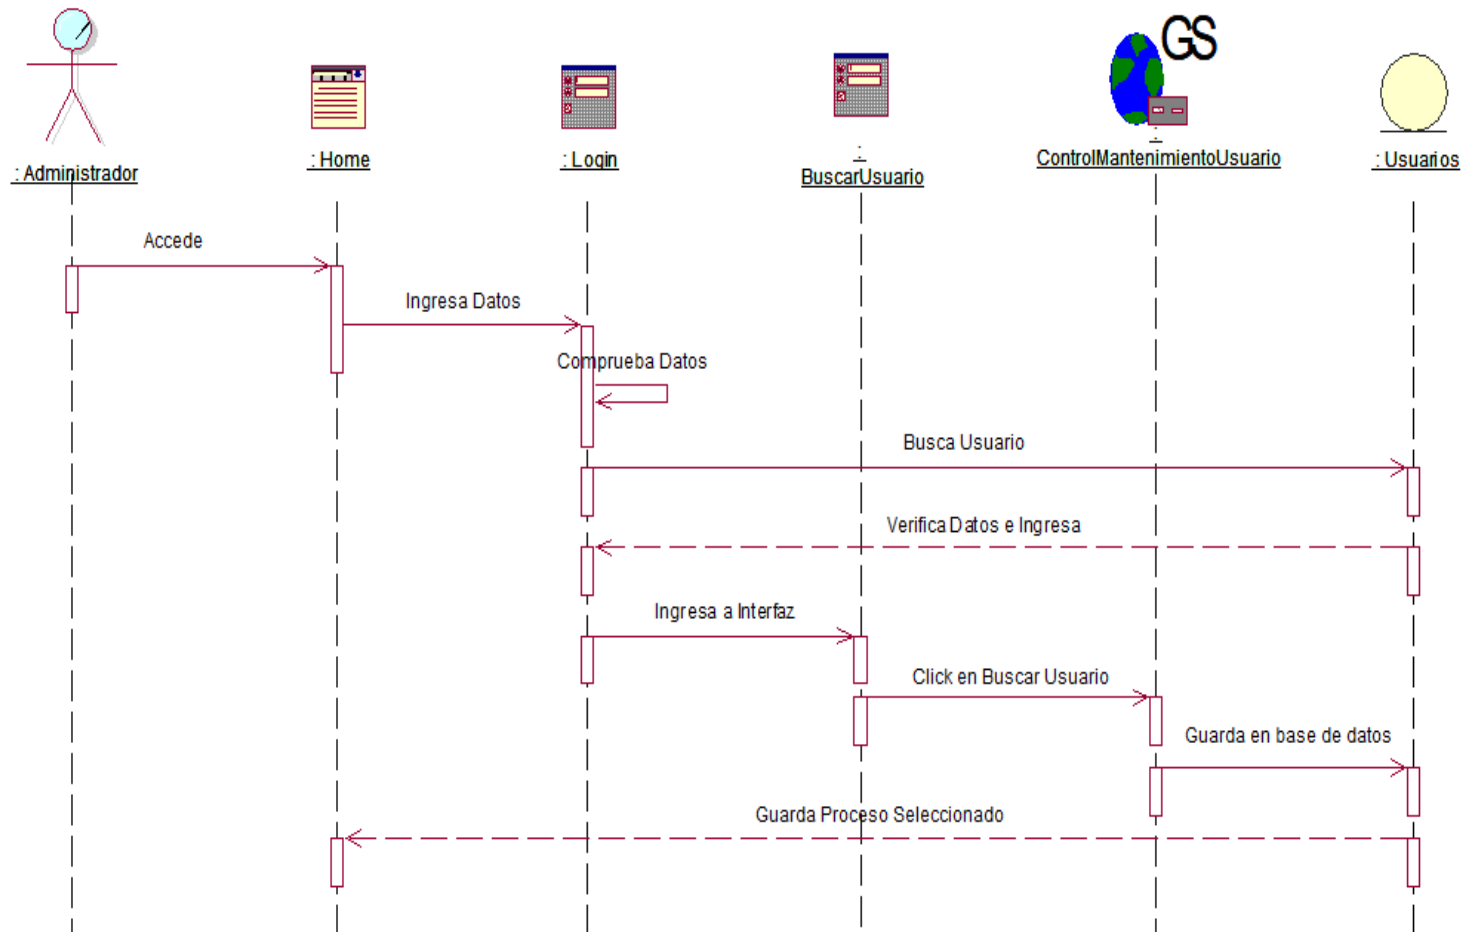 GS
: Administrador
: Home
: Login
:
BuscarUsuario
:
ControlMantenimientoUsuario
: Usuarios
Accede
Ingresa Datos
Comprueba Datos
Busca Usuario
Verifica Datos e Ingresa
Ingresa a Interfaz
Click en Buscar Usuario
Guarda en base de datos
Guarda Proceso Seleccionado